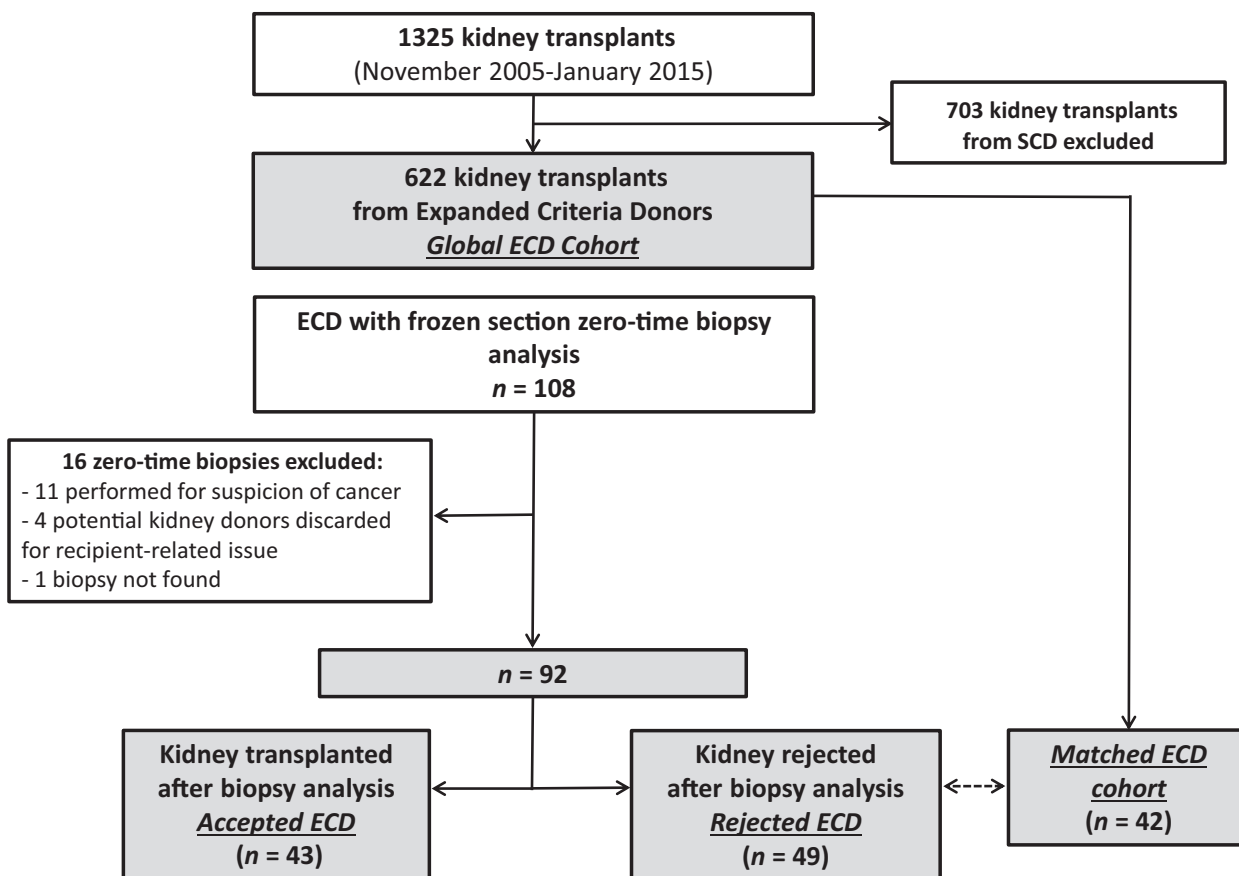 1325 kidney transplants
(November 2005-January 2015)
703 kidney transplants
from SCD excluded
622 kidney transplants
from Expanded Criteria Donors
Global ECD Cohort
ECD with frozen section zero-time biopsy
analysis
n = 108
16 zero-time biopsies excluded:
- 11 performed for suspicion of cancer
- 4 potential kidney donors discarded
for recipient-related issue
- 1 biopsy not found
n = 92
Kidney transplanted
after biopsy analysis
Accepted ECD
(n = 43)
Kidney rejected
after biopsy analysis
Rejected ECD
(n = 49)
Matched ECD
cohort
(n = 42)